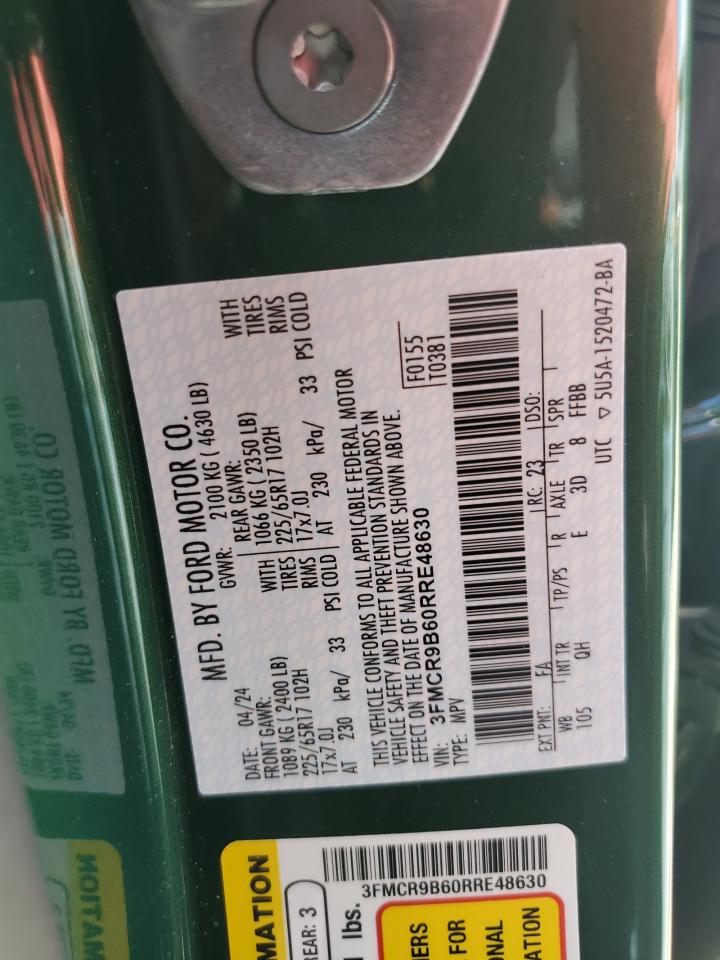 MFD. BY FORD MOTOR CO.
DATE: 04/24 GVWR: 2100 KG ( 4630 LB)
FRONT GAWR: REAR GAWR:
1089 KG ( 2400 LB) WITH 1066 KG ( 2350 LB) WITH
225/65R17 102H TIRES 225/65R17 102H TIRES
17x7.0J RIMS 17x7.0J RIMS
AT 230 kPa/ 33 PSI COLD AT 230 kPa/ 33 PSI COLD
THIS VEHICLE CONFORMS TO ALL APPLICABLE FEDERAL MOTOR
VEHICLE SAFETY AND THEFT PREVENTION STANDARDS IN
EFFECT ON THE DATE OF MANUFACTURE SHOWN ABOVE.
VIN: 3FMCR9B60RRE48630
TYPE: MPV
F0155
T0381
EXT PNT: EA RC: 23 DSO:
WB INT TR TP/PS R AXLE TR SPR
105 QH E 3D 8 FFBB
UTC ▽ 5U5A-1520472-BA
MATION
REAR: 3
lbs.
3FMCR9B60RRE48630
ERS
FOR
ONAL
ATION